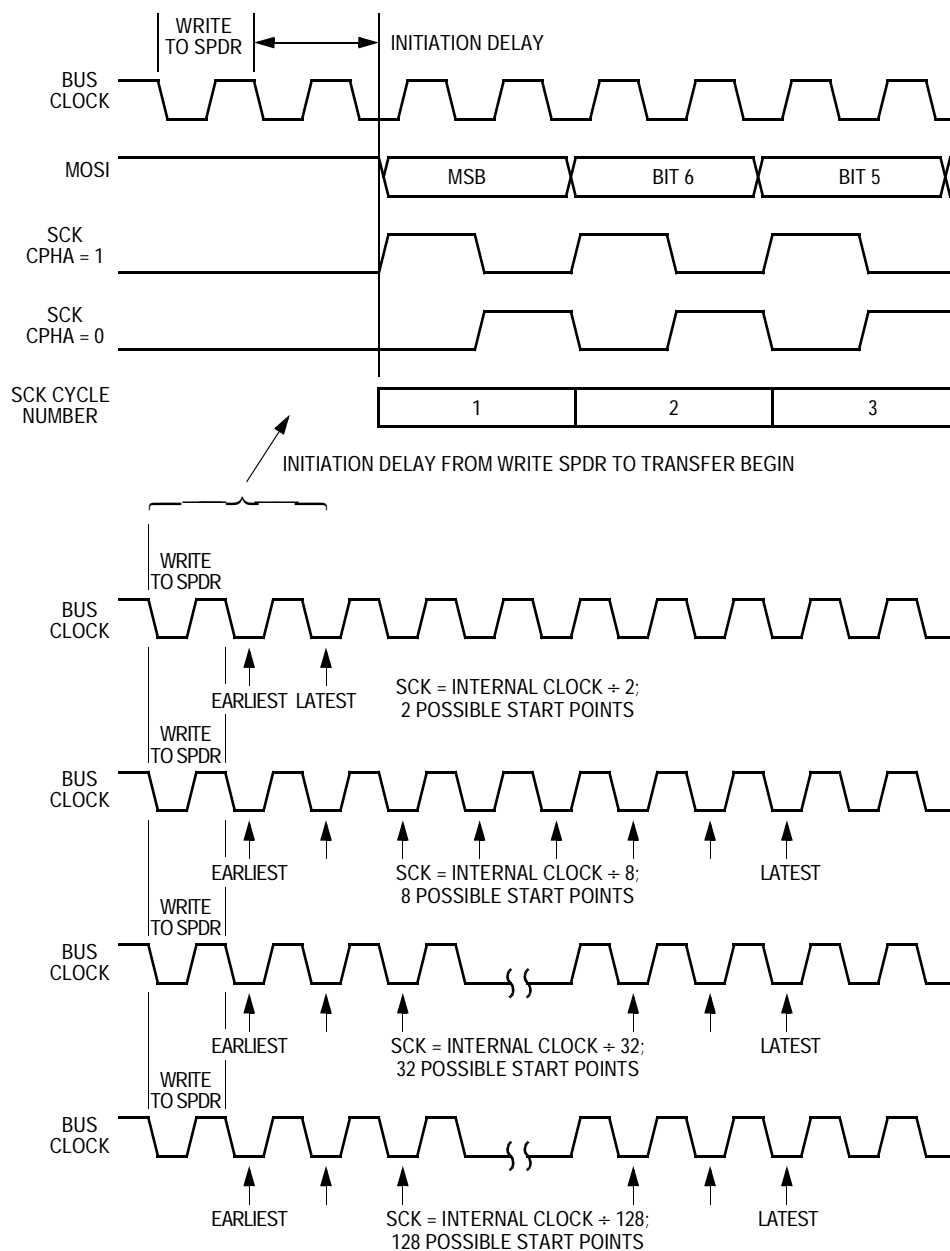 WRITE
TO SPDR
INITIATION DELAY
BUS
CLOCK
MOSI
MSB
BIT 6
BIT 5
SCK
CPHA = 1
SCK
CPHA = 0
SCK CYCLE
NUMBER
1
2
3
INITIATION DELAY FROM WRITE SPDR TO TRANSFER BEGIN
WRITE
TO SPDR
BUS
CLOCK
EARLIEST
LATEST
SCK = INTERNAL CLOCK ÷ 2;
2 POSSIBLE START POINTS
WRITE
TO SPDR
BUS
CLOCK
EARLIEST
SCK = INTERNAL CLOCK ÷ 8;
8 POSSIBLE START POINTS
LATEST
WRITE
TO SPDR
BUS
CLOCK
EARLIEST
SCK = INTERNAL CLOCK ÷ 32;
32 POSSIBLE START POINTS
LATEST
WRITE
TO SPDR
BUS
CLOCK
EARLIEST
SCK = INTERNAL CLOCK ÷ 128;
128 POSSIBLE START POINTS
LATEST